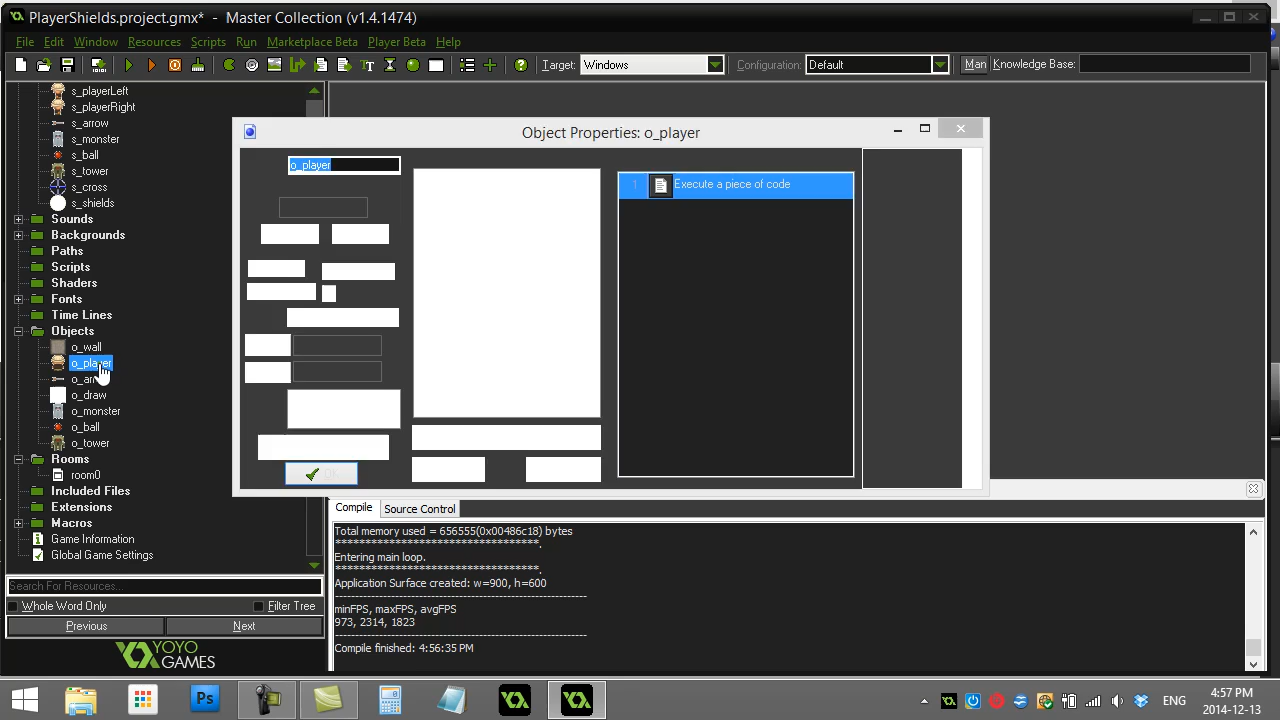 PlayerShields.project.gmx* - Master Collection (v1.4.1474)
File Edit Window Resources Scripts Run Marketplace Beta Player Beta Help
Target: Windows Configuration: Default Man Knowledge Base:
s_playerLeft
s_playerRight
s_arrow
s_monster
s_ball
s_tower
s_cross
s_shields
Sounds
Backgrounds
Paths
Scripts
Shaders
Fonts
Time Lines
Objects
o_wall
o_player
o_draw
o_monster
o_ball
o_tower
Rooms
room0
Included Files
Extensions
Macros
Game Information
Global Game Settings
Search For Resources...
Whole Word Only Filter Tree
Previous Next
YOYO
GAMES
Object Properties: o_player
o_player
1 Execute a piece of code
Compile Source Control
Total memory used = 656555(0x00486c18) bytes
***********************************.
Entering main loop.
***********************************.
Application Surface created: w=900, h=600
---------------------------------------------------------------
minFPS, maxFPS, avgFPS
973, 2314, 1823
---------------------------------------------------------------
Compile finished: 4:56:35 PM
Ps
ENG
4:57 PM
2014-12-13